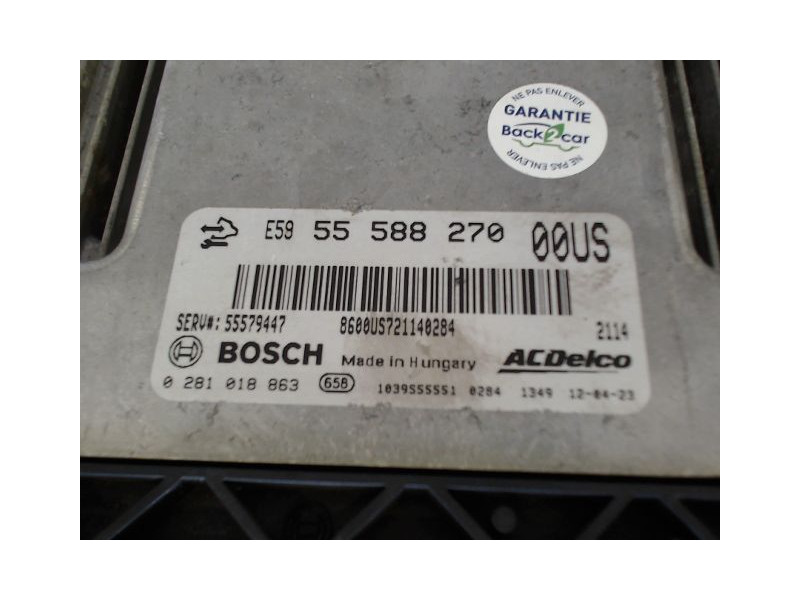 NE PAS ENLEVER
GARANTIE
Back2car
NE PAS ENLEVER
E59 55 588 270 00US
SERV#: 55579447 8600US721140284 2114
BOSCH Made in Hungary ACDelco
0 281 018 863 658 1039S55551 0284 1349 12-04-23